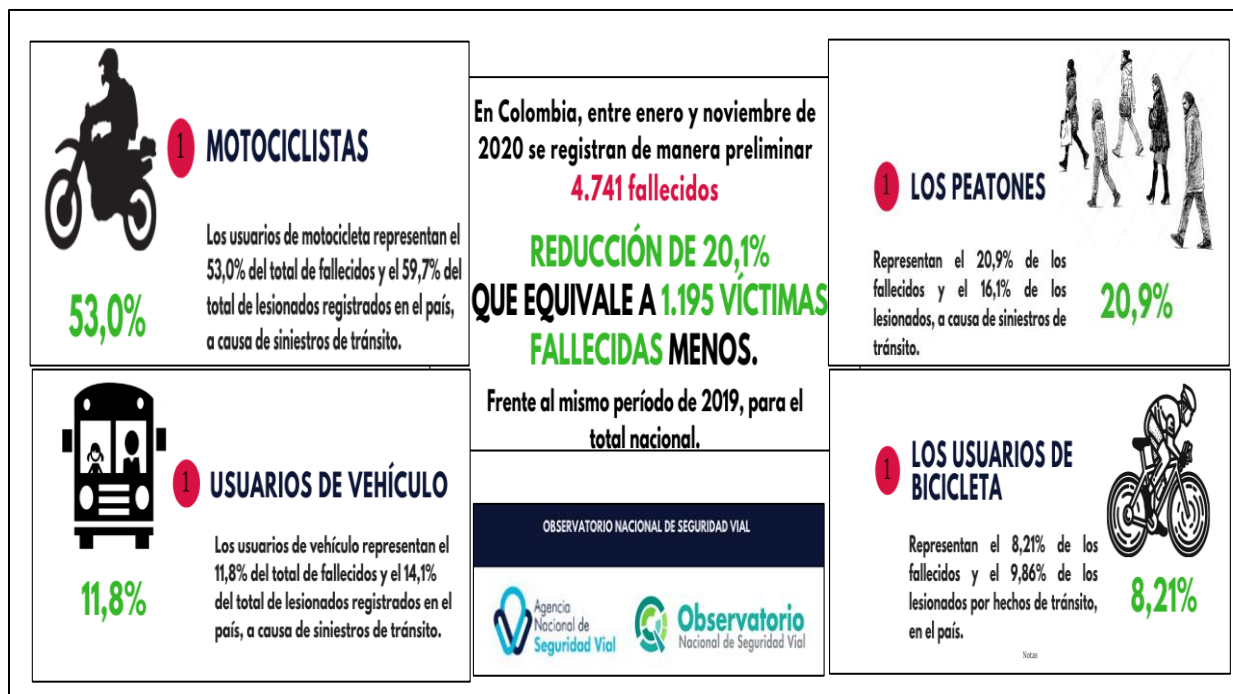 1 MOTOCICLISTAS
Los usuarios de motocicleta representan el
53,0% del total de fallecidos y el 59,7% del
total de lesionados registrados en el país,
a causa de siniestros de tránsito.
53,0%
1 USUARIOS DE VEHÍCULO
Los usuarios de vehículo representan el
11,8% del total de fallecidos y el 14,1%
del total de lesionados registrados en el
país, a causa de siniestros de tránsito.
11,8%
En Colombia, entre enero y noviembre de
2020 se registran de manera preliminar
4.741 fallecidos
REDUCCIÓN DE 20,1%
QUE EQUIVALE A 1.195 VÍCTIMAS
FALLECIDAS MENOS.
Frente al mismo período de 2019, para el
total nacional.
OBSERVATORIO NACIONAL DE SEGURIDAD VIAL
Agencia
Nacional de
Seguridad Vial
Observatorio
Nacional de Seguridad Vial
1 LOS PEATONES
Representan el 20,9% de los
fallecidos y el 16,1% de los
lesionados, a causa de siniestros de
tránsito.
20,9%
1 LOS USUARIOS DE
BICICLETA
Representan el 8,21% de los
fallecidos y el 9,86% de los
lesionados por hechos de tránsito,
en el país.
8,21%
Notas